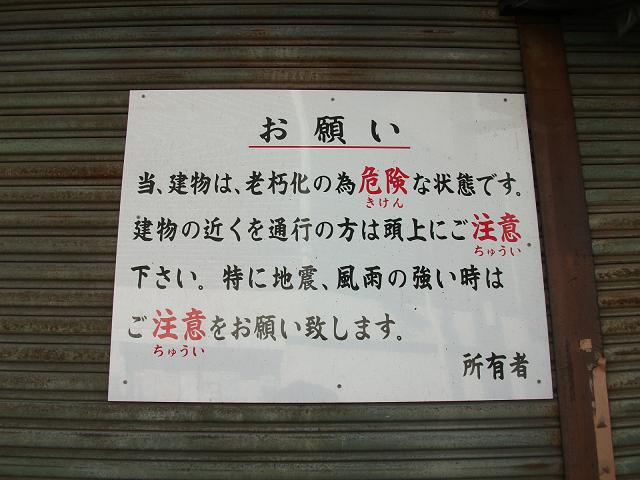 お願い
当、建物は、老朽化の為危険な状態です。
きけん
建物の近くを通行の方は頭上にご注意
ちゅうい
下さい。特に地震、風雨の強い時は
ご注意をお願い致します。
ちゅうい
所有者